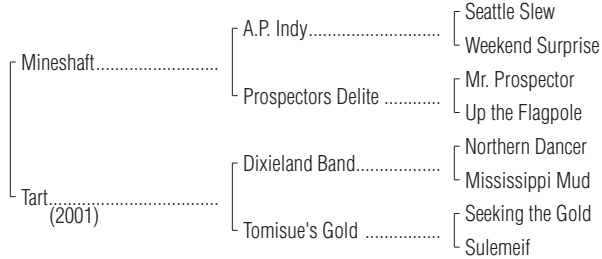 Seattle Slew
A.P. Indy............................
Weekend Surprise
Mineshaft..........................
Mr. Prospector
Prospectors Delite ............
Up the Flagpole
Northern Dancer
Dixieland Band..................
Mississippi Mud
Tart....................................
(2001)
Seeking the Gold
Tomisue's Gold ................
Sulemeif